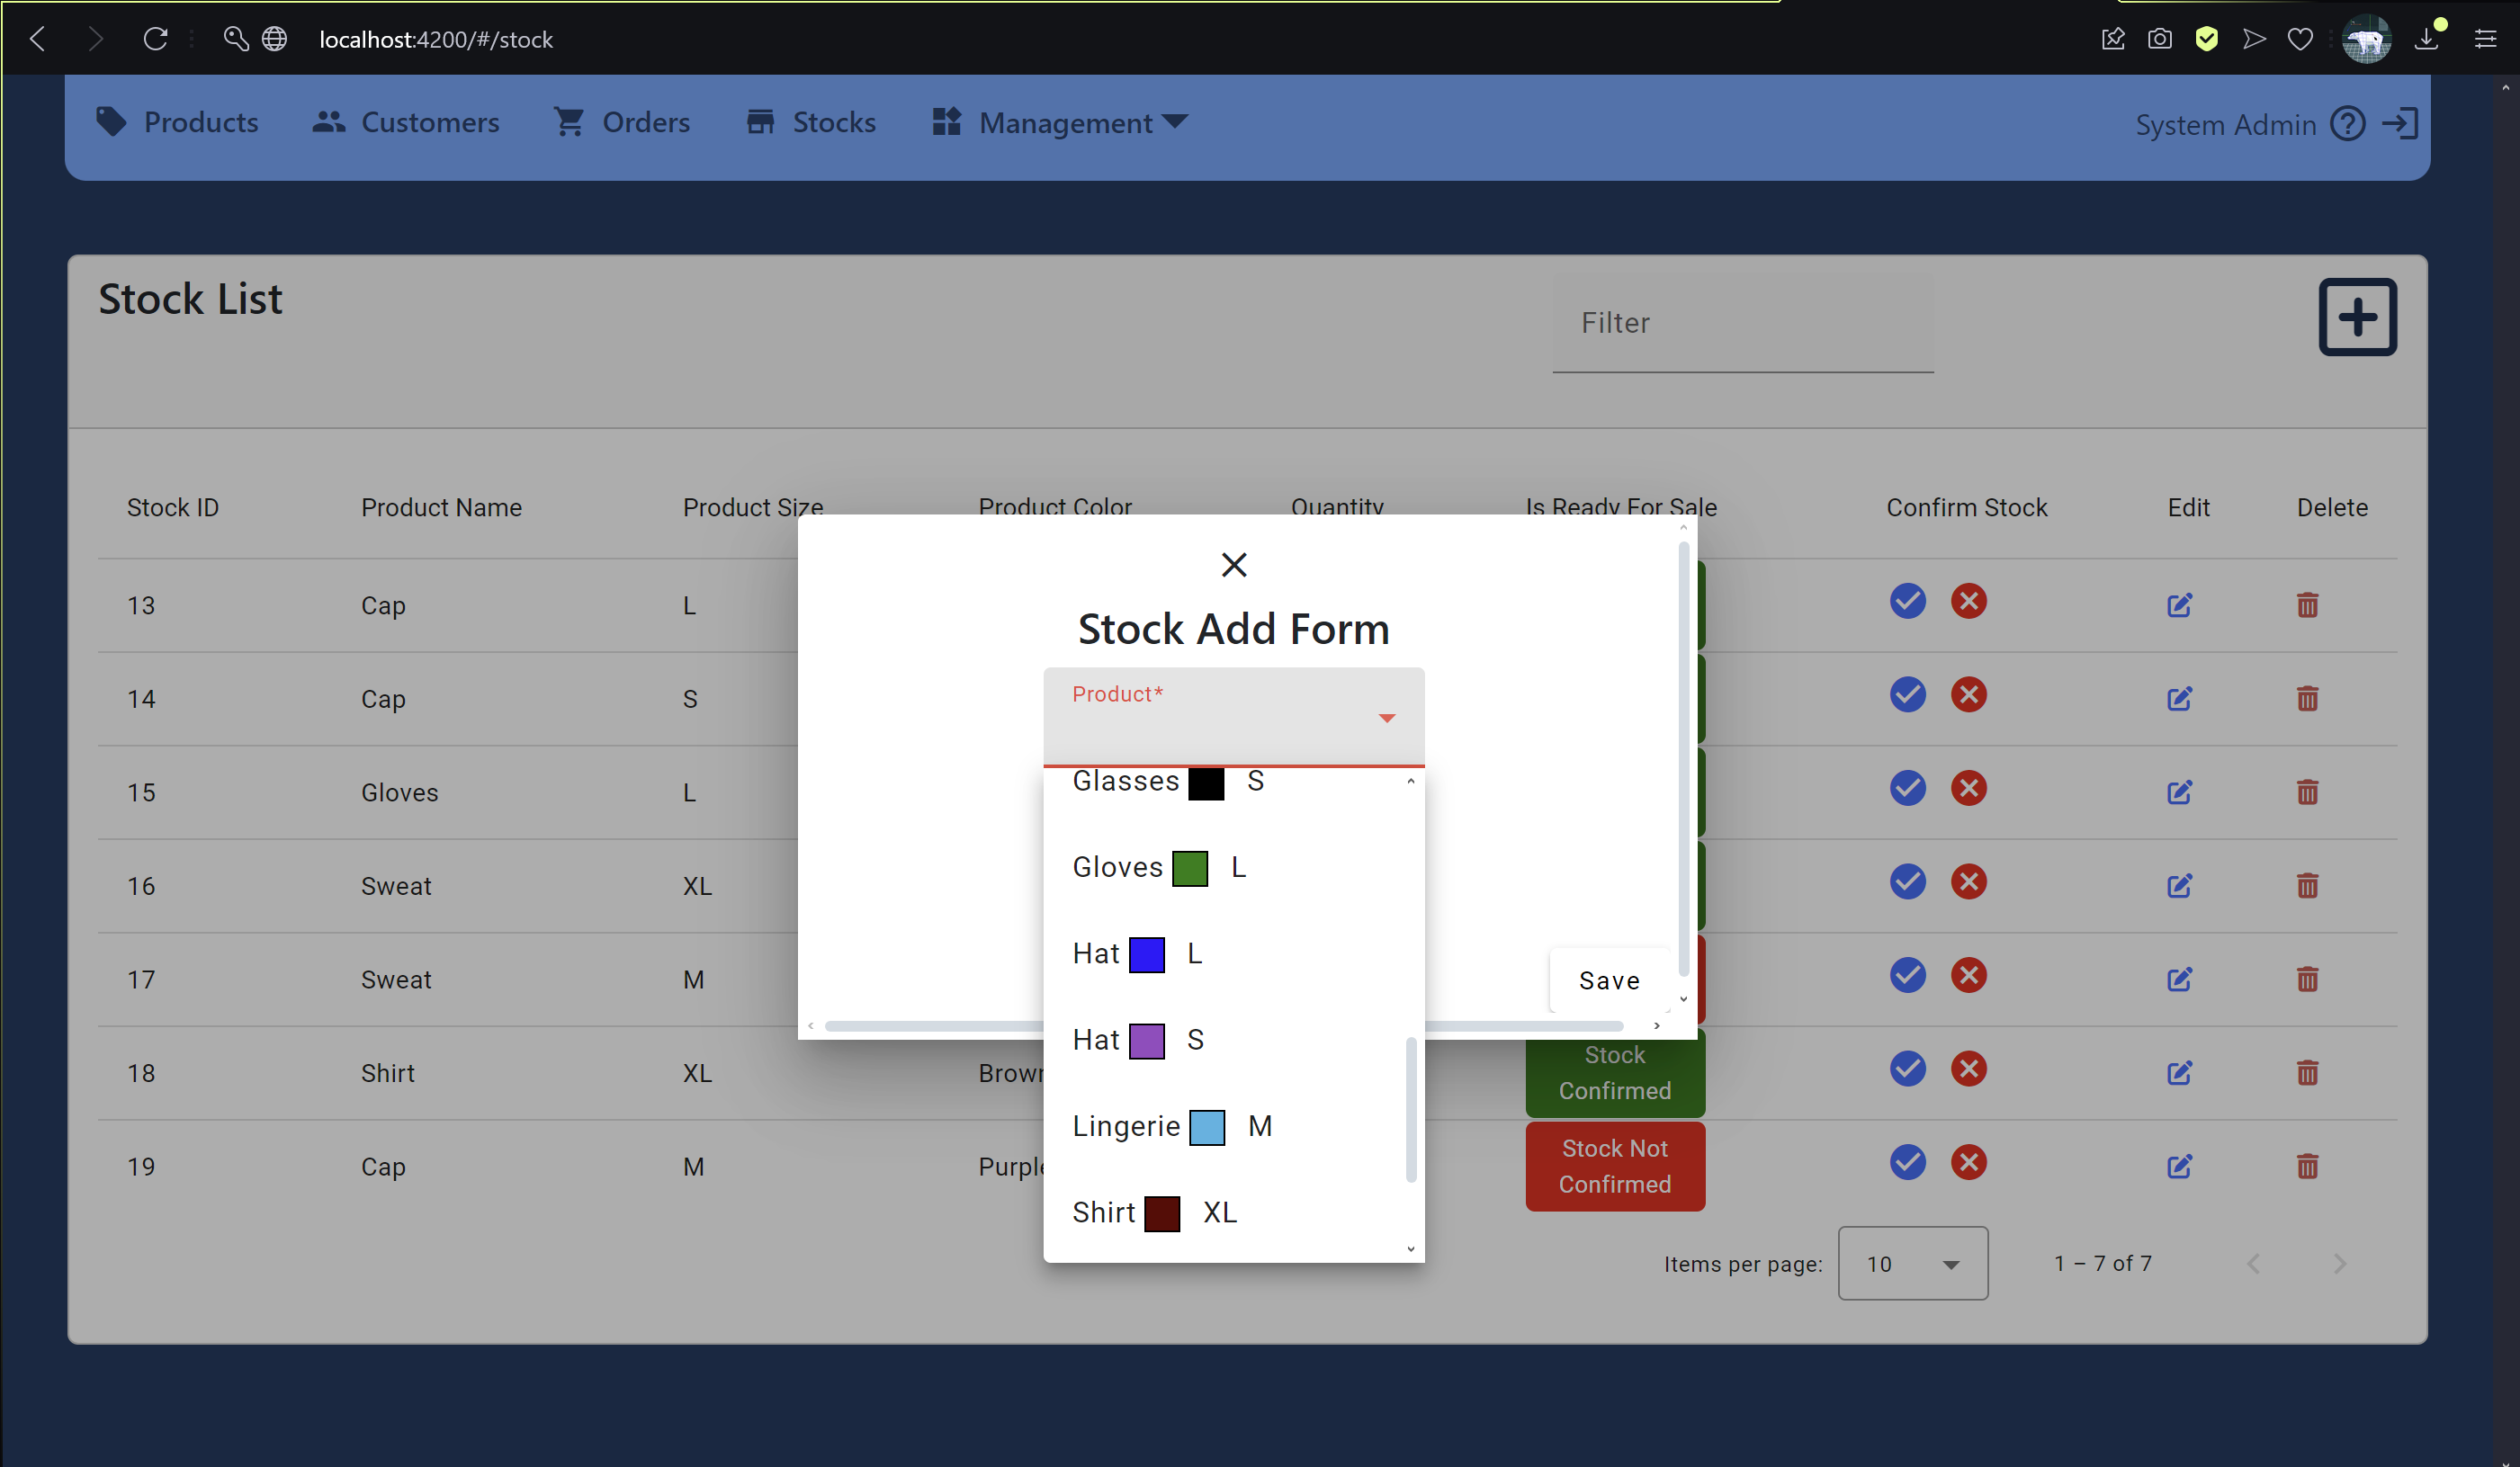 localhost:4200/#/stock
Products Customers Orders Stocks Management System Admin
Stock List
Filter
Stock ID Product Name Product Size Product Color Quantity Is Ready For Sale Confirm Stock Edit Delete
13 Cap L
14 Cap S
15 Gloves L
16 Sweat XL
17 Sweat M
18 Shirt XL Brown Stock Confirmed
19 Cap M Purple Stock Not Confirmed
Stock Add Form
Product*
Glasses S
Gloves L
Hat L
Hat S
Lingerie M
Shirt XL
Save
Items per page: 10 1 – 7 of 7